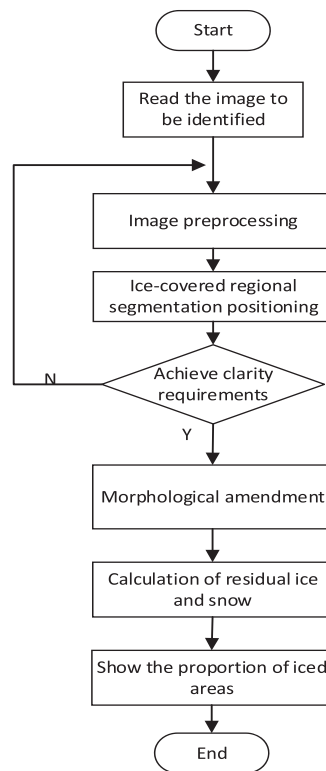 Start
Read the image to
be identified
Image preprocessing
Ice-covered regional
segmentation positioning
Achieve clarity
requirements
N
Y
Morphological amendment
Calculation of residual ice
and snow
Show the proportion of iced
areas
End